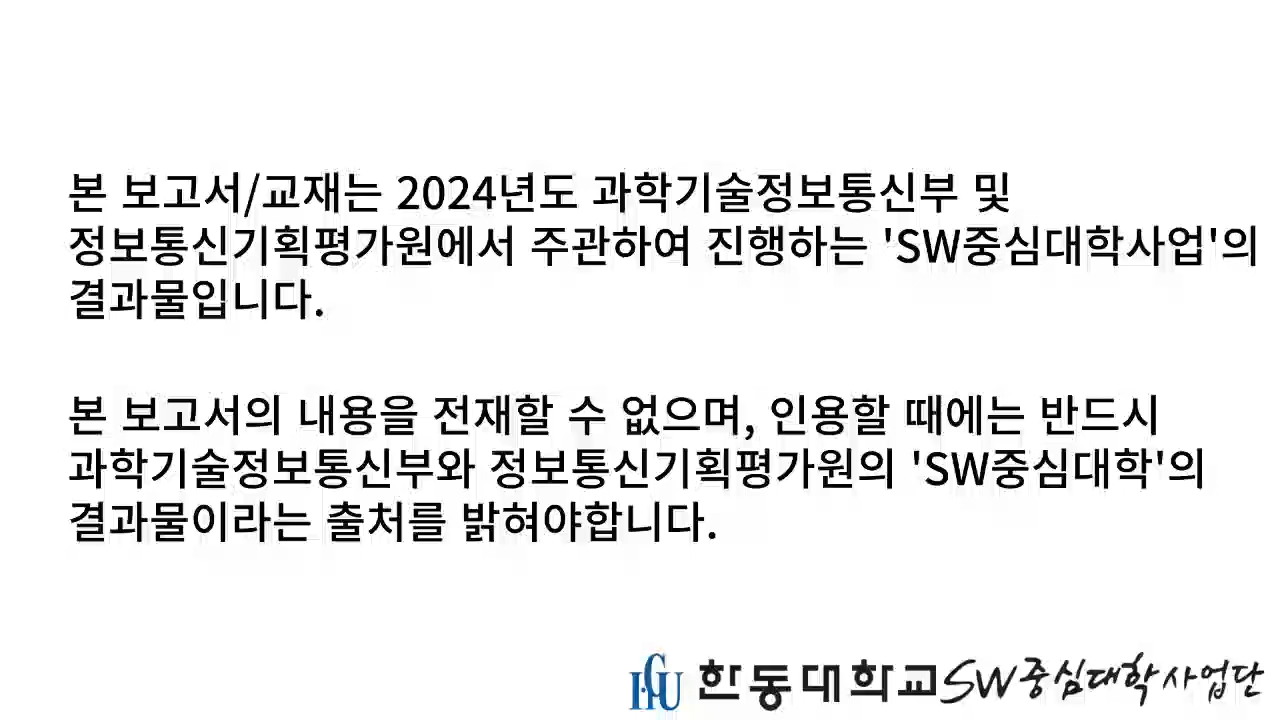 본 보고서/교재는 2024년도 과학기술정보통신부 및
정보통신기획평가원에서 주관하여 진행하는 'SW중심대학사업'의
결과물입니다.
본 보고서의 내용을 전재할 수 없으며, 인용할 때에는 반드시
과학기술정보통신부와 정보통신기획평가원의 'SW중심대학'의
결과물이라는 출처를 밝혀야합니다.
HGU 한동대학교 SW중심대학사업단